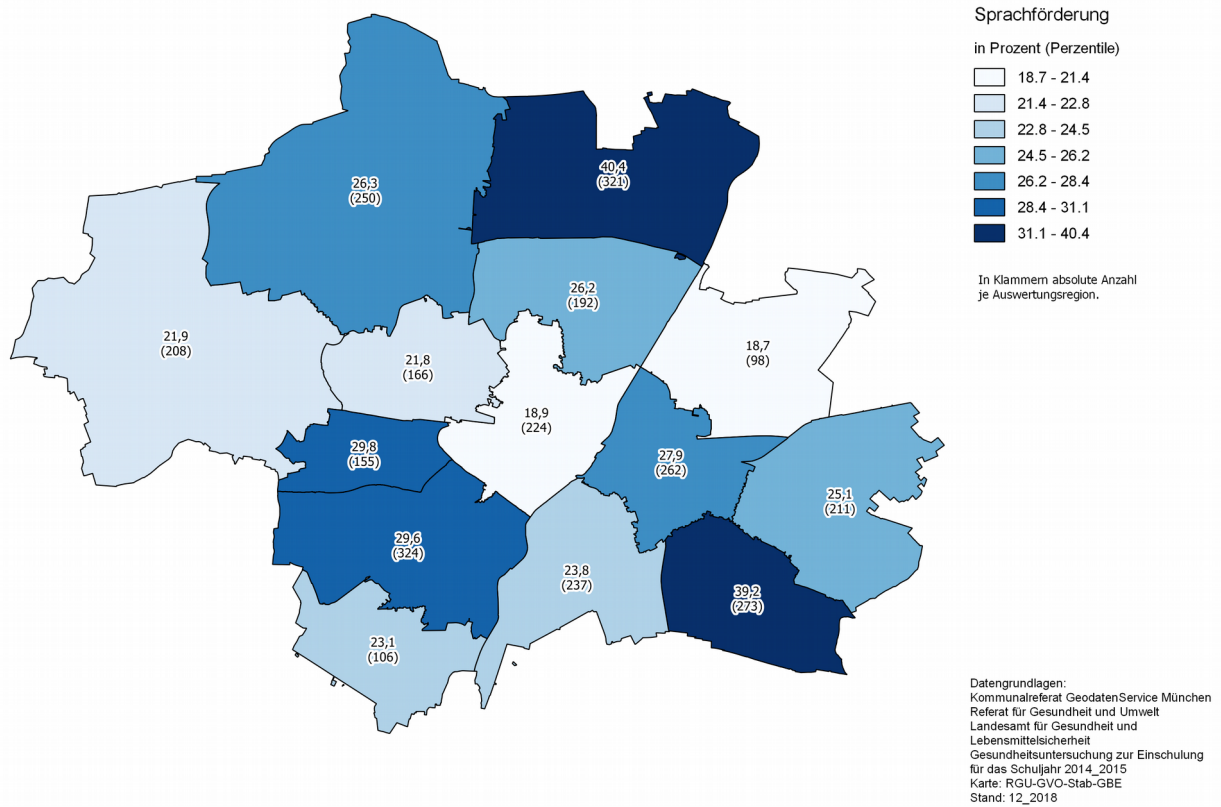 Sprachförderung
in Prozent (Perzentile)
18.7 - 21.4
21.4 - 22.8
22.8 - 24.5
24.5 - 26.2
26.2 - 28.4
28.4 - 31.1
31.1 - 40.4
In Klammern absolute Anzahl
je Auswertungsregion.
40,4
(321)
26,3
(250)
26,2
(192)
21,9
(208)
21,8
(166)
18,7
(98)
18,9
(224)
29,8
(155)
27,9
(262)
25,1
(211)
29,6
(324)
23,8
(237)
39,2
(273)
23,1
(106)
Datengrundlagen:
Kommunalreferat GeodatenService München
Referat für Gesundheit und Umwelt
Landesamt für Gesundheit und
Lebensmittelsicherheit
Gesundheitsuntersuchung zur Einschulung
für das Schuljahr 2014_2015
Karte: RGU-GVO-Stab-GBE
Stand: 12_2018